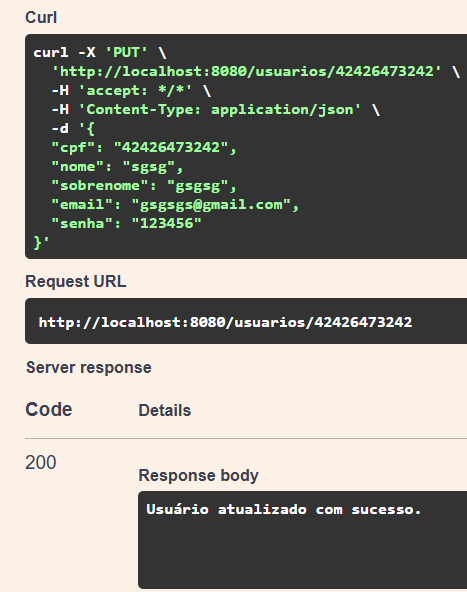 Curl
curl -X 'PUT' \
'http://localhost:8080/usuarios/42426473242' \
-H 'accept: */*' \
-H 'Content-Type: application/json' \
-d '{
"cpf": "42426473242",
"nome": "sgsg",
"sobrenome": "gsgsg",
"email": "gsgsgs@gmail.com",
"senha": "123456"
}'
Request URL
http://localhost:8080/usuarios/42426473242
Server response
Code Details
200
Response body
Usuário atualizado com sucesso.